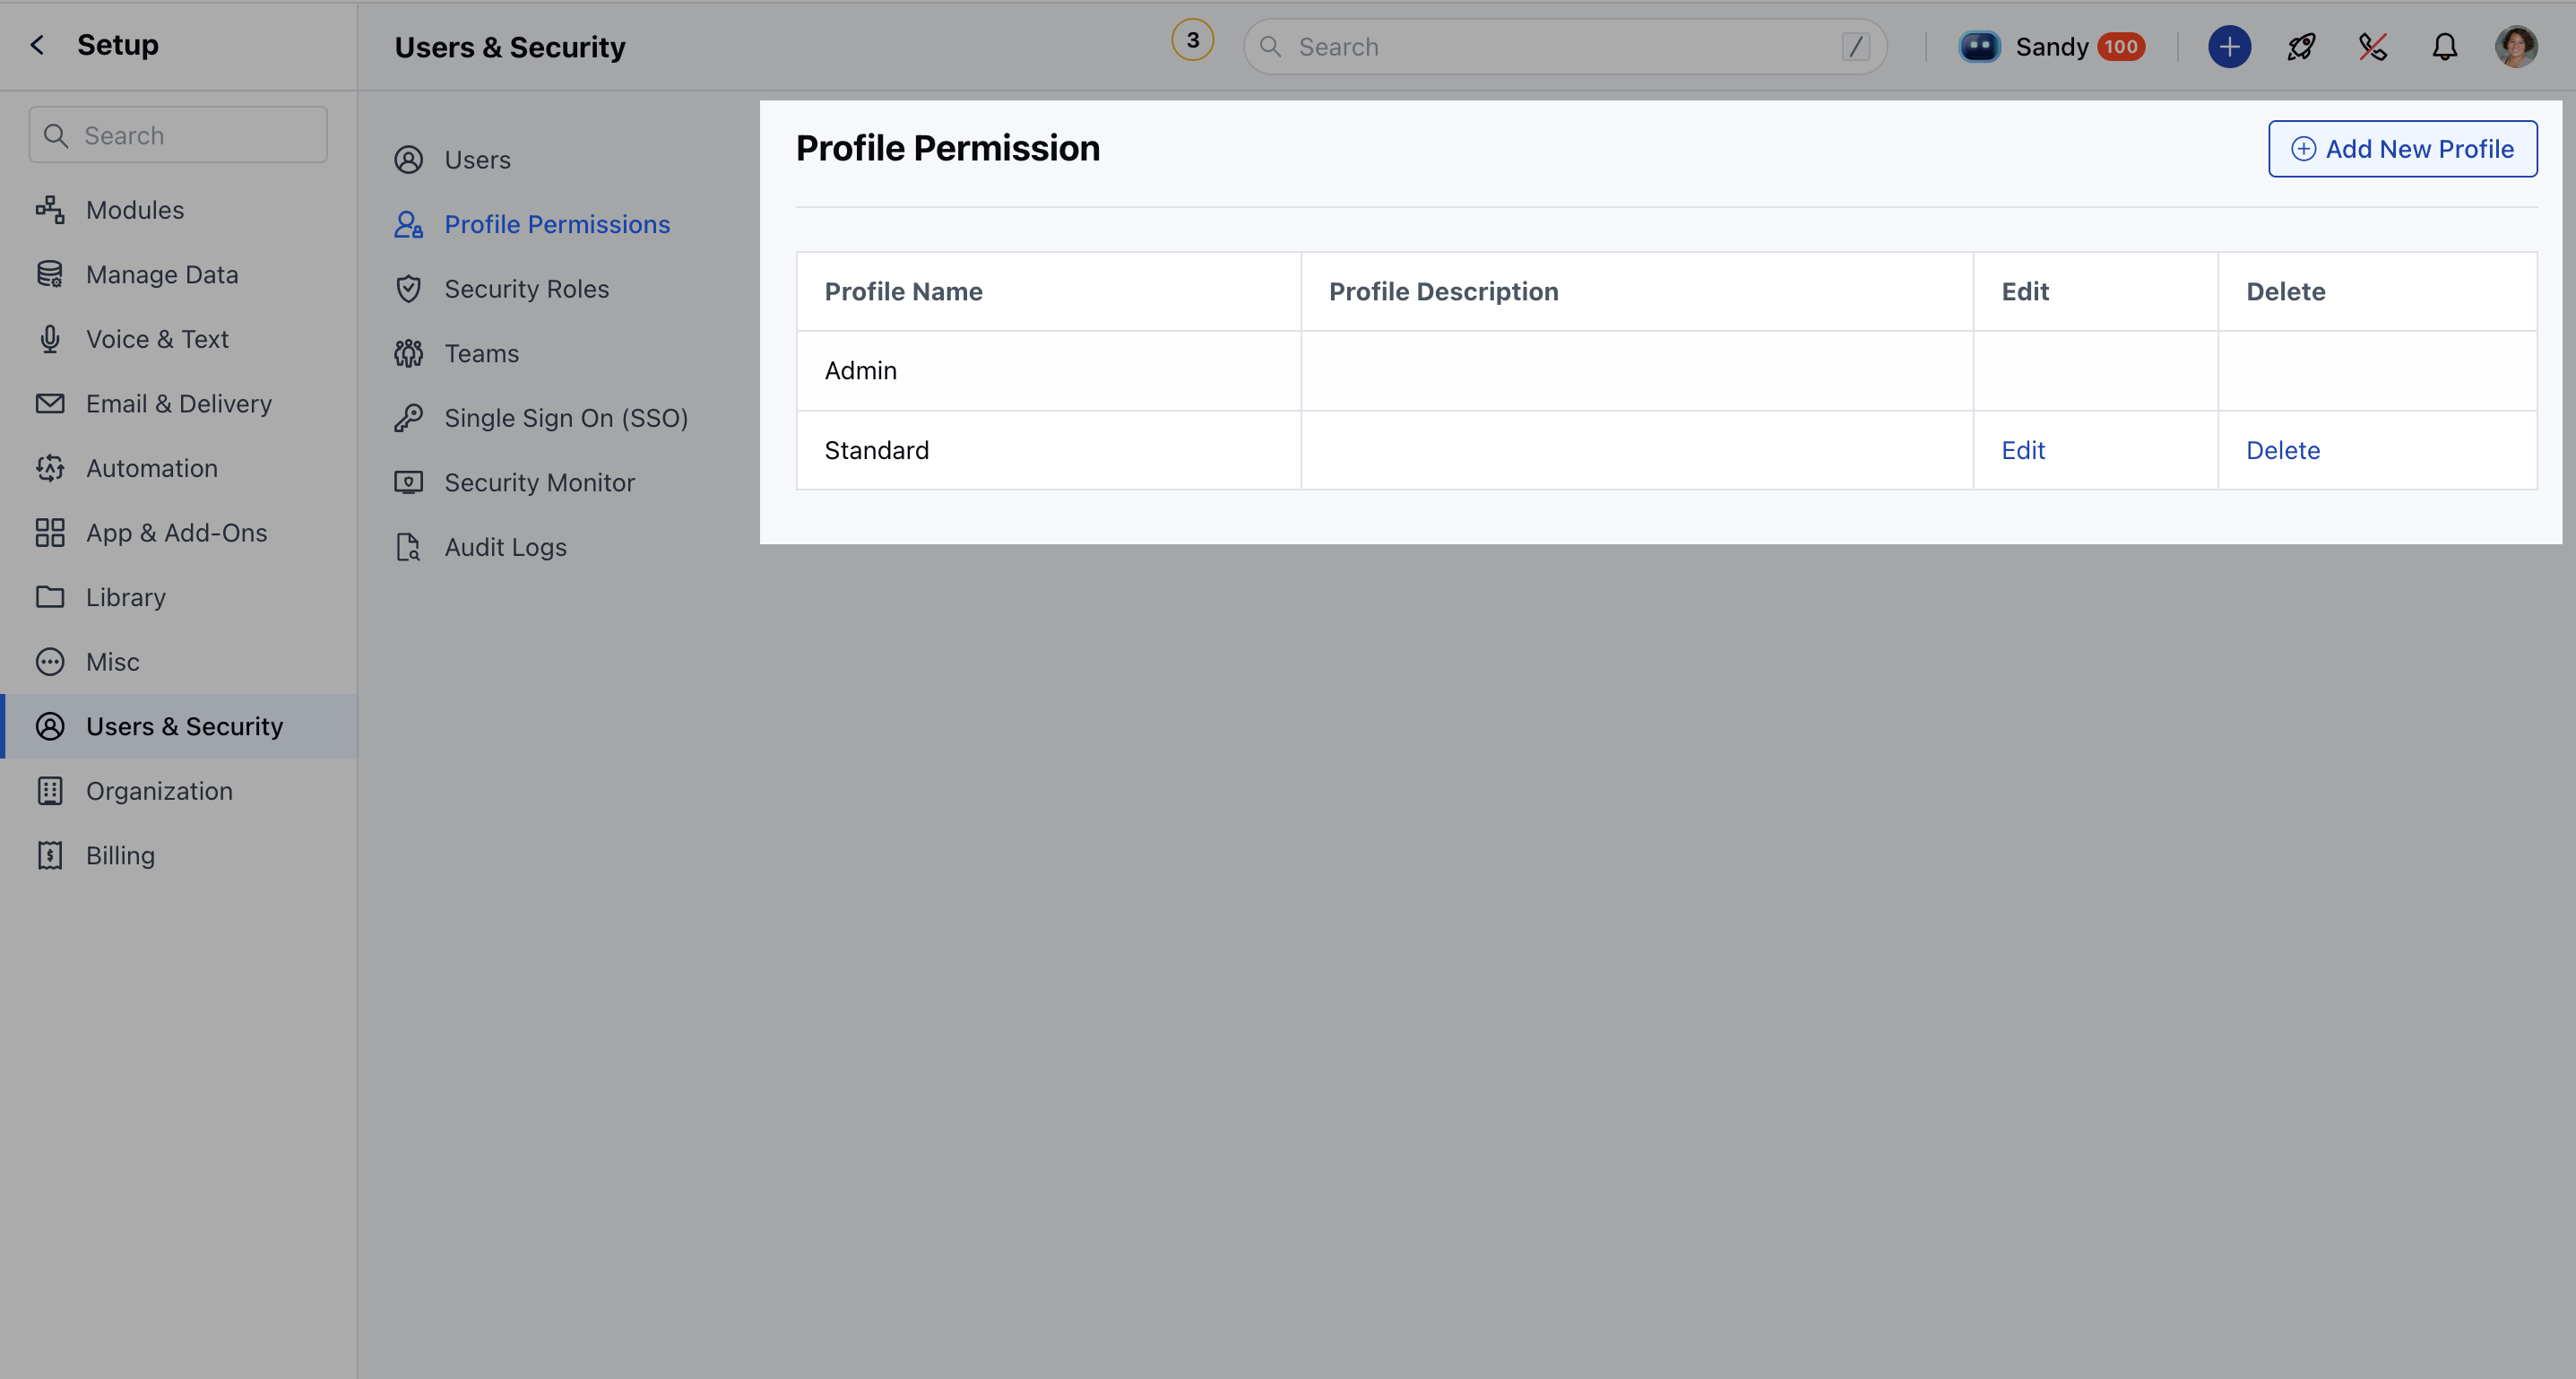 Setup
Search
Modules
Manage Data
Voice & Text
Email & Delivery
Automation
App & Add-Ons
Library
Misc
Users & Security
Organization
Billing
Users & Security
3
Search /
Sandy 100
Users
Profile Permissions
Security Roles
Teams
Single Sign On (SSO)
Security Monitor
Audit Logs
Profile Permission
Add New Profile
Profile Name Profile Description Edit Delete
Admin
Standard Edit Delete